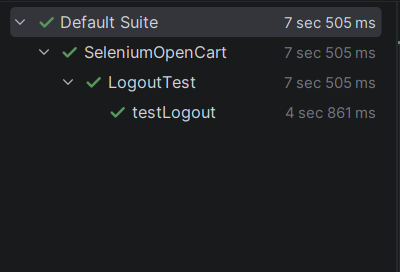 Default Suite 7 sec 505 ms
SeleniumOpenCart 7 sec 505 ms
LogoutTest 7 sec 505 ms
testLogout 4 sec 861 ms